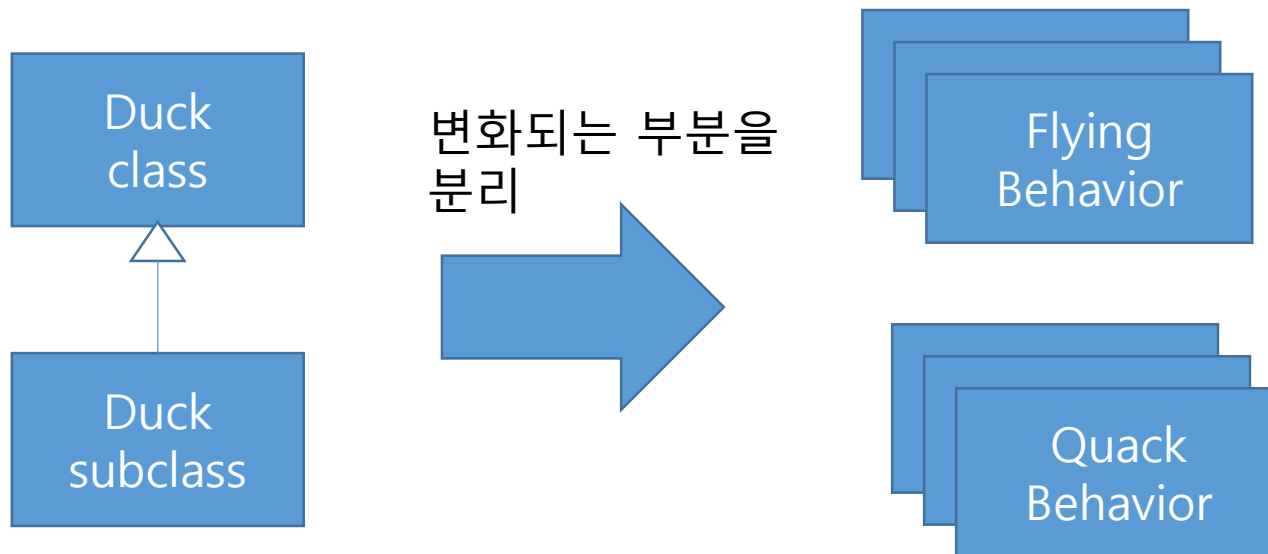 Duck
class
변화되는 부분을
분리
Flying
Behavior
Duck
subclass
Quack
Behavior